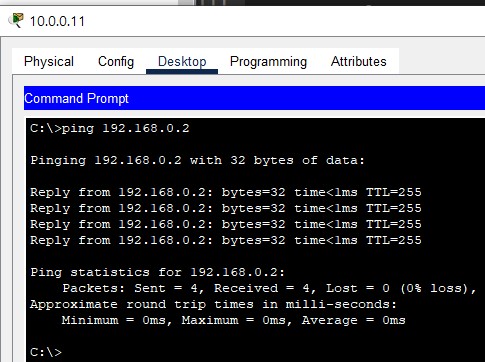 10.0.0.11
Physical Config Desktop Programming Attributes
Command Prompt
C:\>ping 192.168.0.2
Pinging 192.168.0.2 with 32 bytes of data:
Reply from 192.168.0.2: bytes=32 time<1ms TTL=255
Reply from 192.168.0.2: bytes=32 time<1ms TTL=255
Reply from 192.168.0.2: bytes=32 time<1ms TTL=255
Reply from 192.168.0.2: bytes=32 time<1ms TTL=255
Ping statistics for 192.168.0.2:
Packets: Sent = 4, Received = 4, Lost = 0 (0% loss),
Approximate round trip times in milli-seconds:
Minimum = 0ms, Maximum = 0ms, Average = 0ms
C:\>